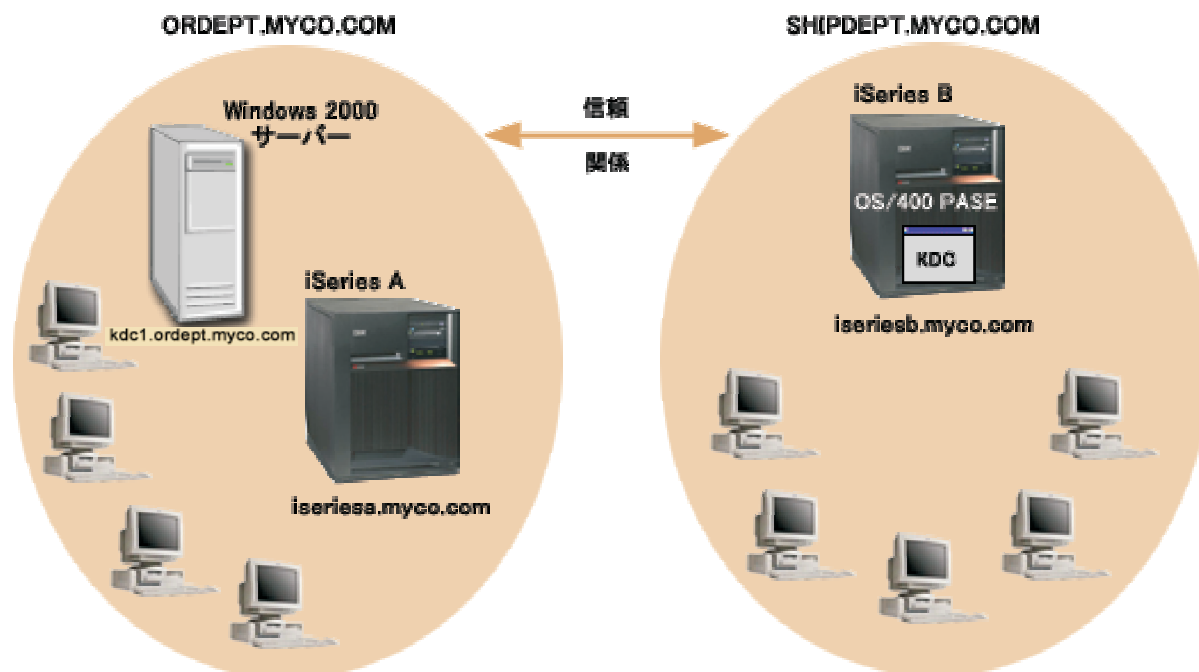 ORDEPT.MYCO.COM
SHIPDEPT.MYCO.COM
Windows 2000
サーバー
kdc1.ordept.myco.com
iSeries A
iseriesa.myco.com
信頼
関係
iSeries B
OS/400 PASE
KDC
iseriesb.myco.com